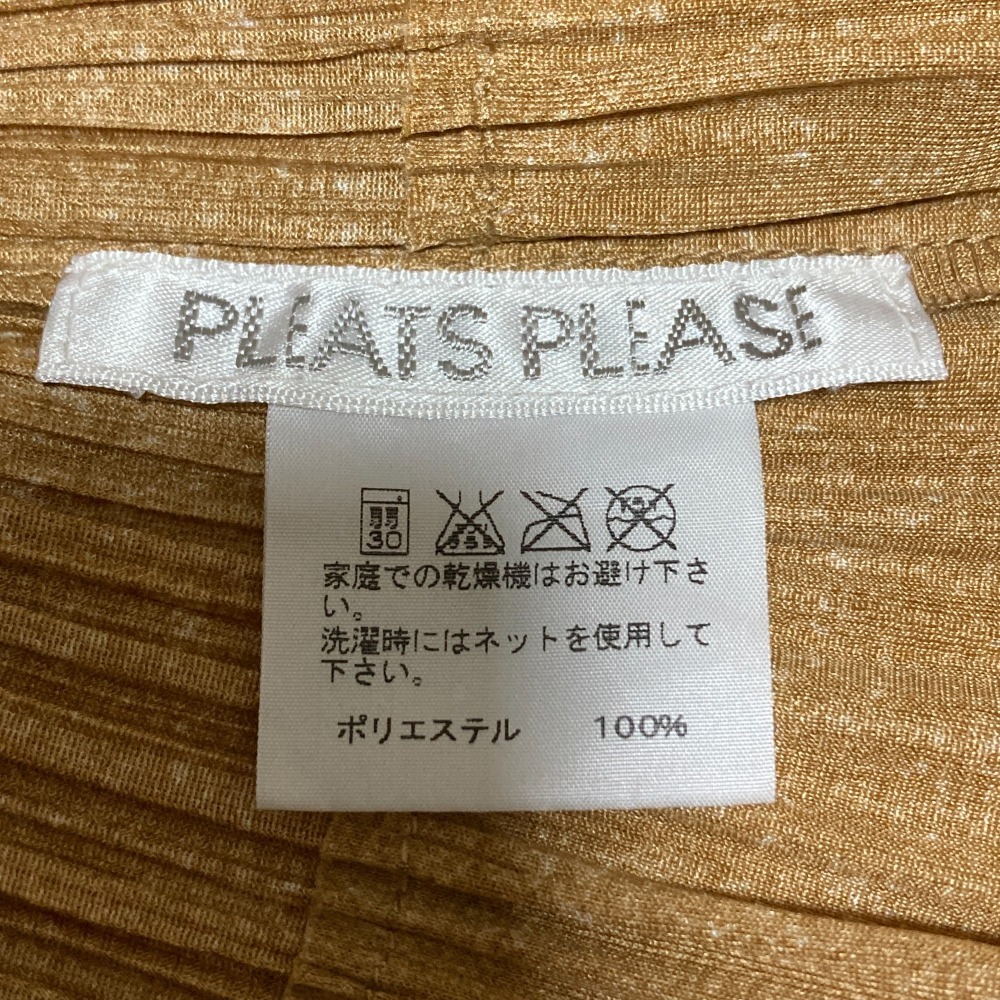 PLEATS PLEASE
弱
30
家庭での乾燥機はお避け下さ
い。
洗濯時にはネットを使用して
下さい。
ポリエステル 100%